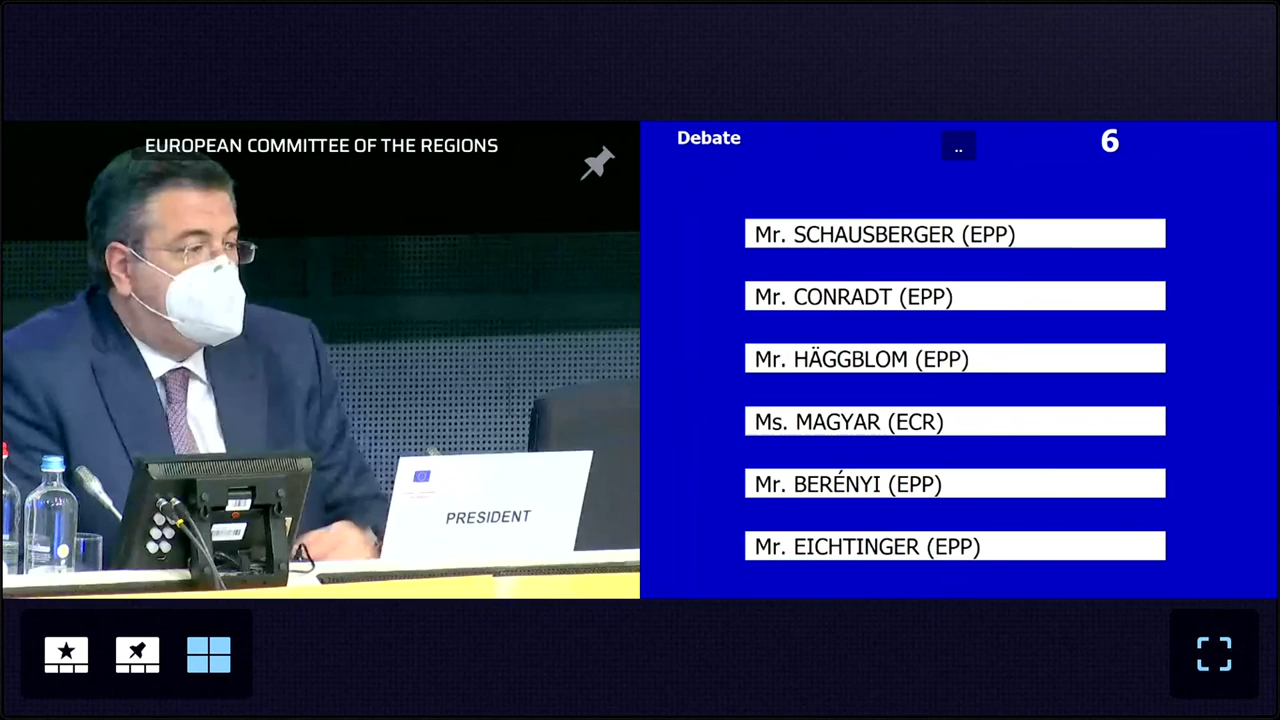 EUROPEAN COMMITTEE OF THE REGIONS
PRESIDENT
Debate
..
6
Mr. SCHAUSBERGER (EPP)
Mr. CONRADT (EPP)
Mr. HÄGGBLOM (EPP)
Ms. MAGYAR (ECR)
Mr. BERÉNYI (EPP)
Mr. EICHTINGER (EPP)